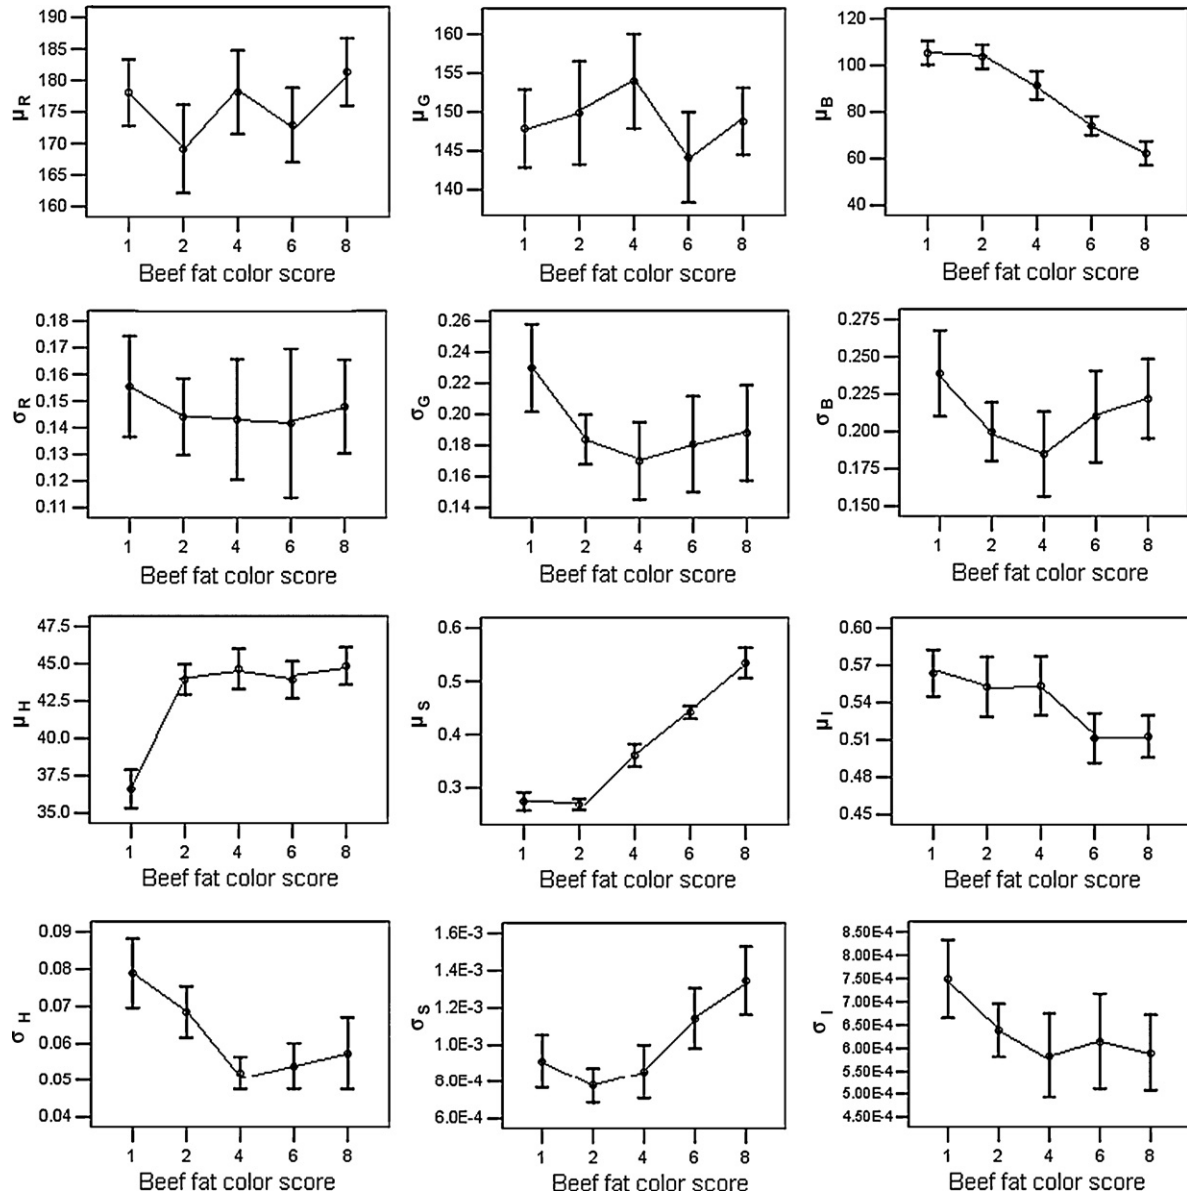 190
185
180
175
170
165
160
μR
1 2 4 6 8
Beef fat color score
160
155
150
145
140
μG
1 2 4 6 8
Beef fat color score
120
100
80
60
40
μB
1 2 4 6 8
Beef fat color score
0.18
0.17
0.16
0.15
0.14
0.13
0.12
0.11
σR
1 2 4 6 8
Beef fat color score
0.26
0.24
0.22
0.20
0.18
0.16
0.14
σG
1 2 4 6 8
Beef fat color score
0.275
0.250
0.225
0.200
0.175
0.150
σB
1 2 4 6 8
Beef fat color score
47.5
45.0
42.5
40.0
37.5
35.0
μH
1 2 4 6 8
Beef fat color score
0.6
0.5
0.4
0.3
μS
1 2 4 6 8
Beef fat color score
0.60
0.57
0.54
0.51
0.48
0.45
μI
1 2 4 6 8
Beef fat color score
0.09
0.08
0.07
0.06
0.05
0.04
σH
1 2 4 6 8
Beef fat color score
1.6E-3
1.4E-3
1.2E-3
1.0E-3
8.0E-4
6.0E-4
σS
1 2 4 6 8
Beef fat color score
8.50E-4
8.00E-4
7.50E-4
7.00E-4
6.50E-4
6.00E-4
5.50E-4
5.00E-4
4.50E-4
σI
1 2 4 6 8
Beef fat color score